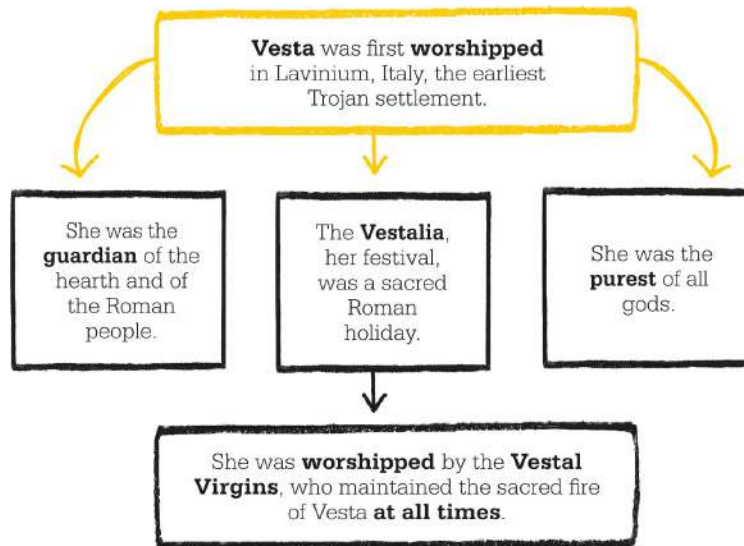 Vesta was first worshipped
in Lavinium, Italy, the earliest
Trojan settlement.
She was the
guardian of the
hearth and of
the Roman
people.
The Vestalia,
her festival,
was a sacred
Roman
holiday.
She was the
purest of all
gods.
She was worshipped by the Vestal
Virgins, who maintained the sacred fire
of Vesta at all times.